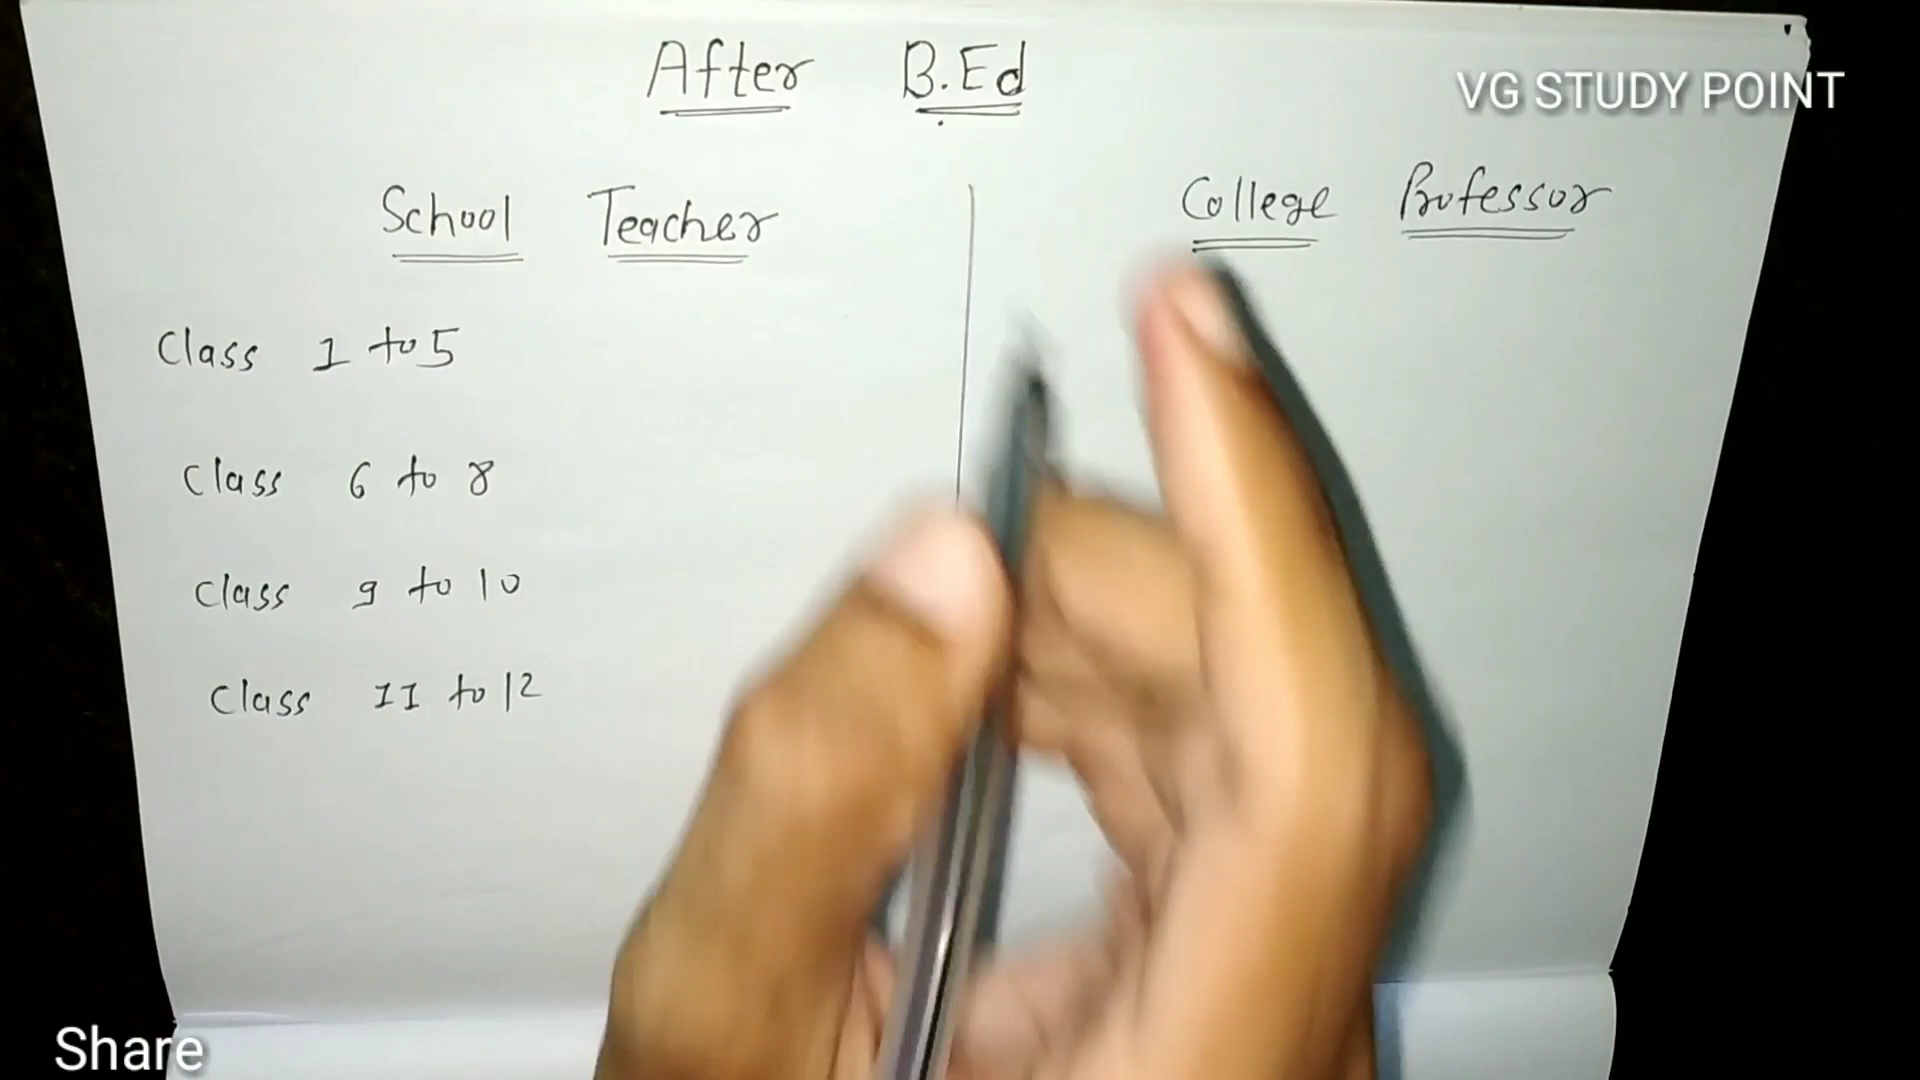 After B.Ed
VG STUDY POINT
School Teacher
College Professor
Class 1 to 5
Class 6 to 8
Class 9 to 10
Class 11 to 12
Share